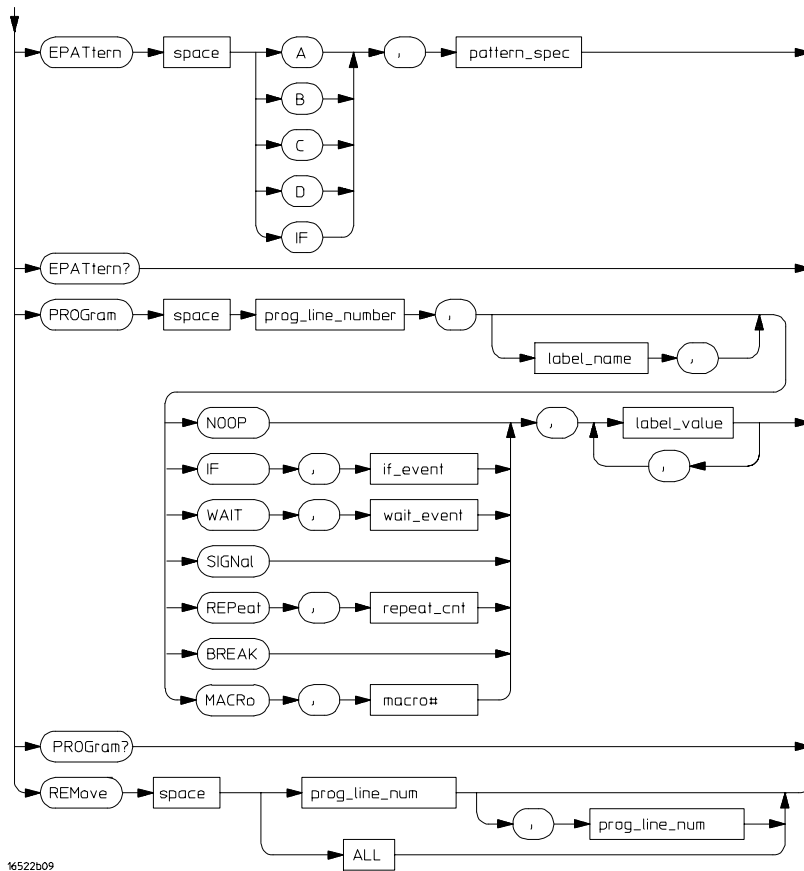 EPATtern space A , pattern_spec
B
C
D
IF
EPATtern?
PROGram space prog_line_number ,
label_name ,
NOOP , label_value
IF , if_event ,
WAIT , wait_event
SIGNal
REPeat , repeat_cnt
BREAK
MACRo , macro#
PROGram?
REMove space prog_line_num
, prog_line_num
ALL
16522b09